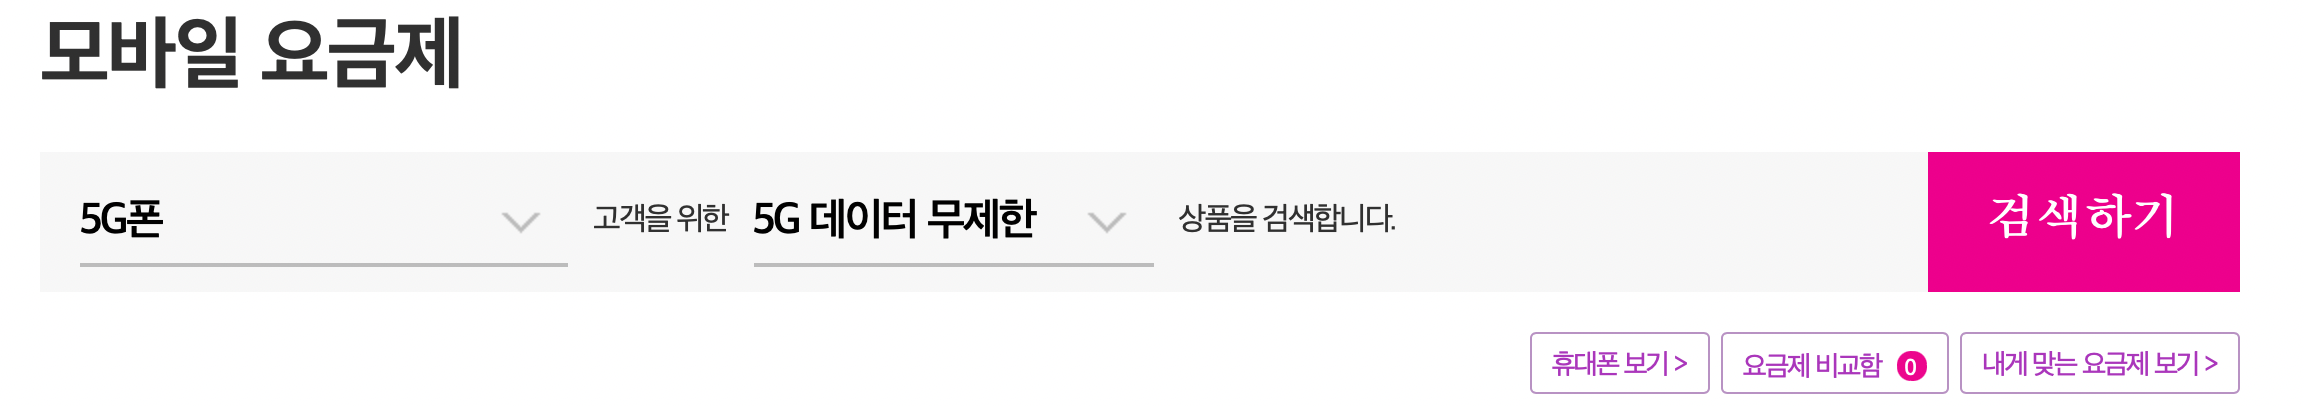 모바일 요금제
5G폰 고객을 위한 5G 데이터 무제한 상품을 검색합니다. 검색하기
휴대폰 보기 > 요금제 비교함 0 내게 맞는 요금제 보기 >